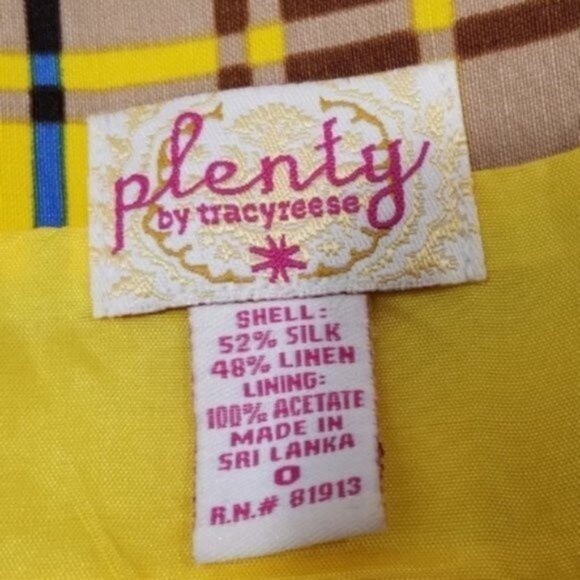 plenty
by tracyreese
SHELL:
52% SILK
48% LINEN
LINING:
100% ACETATE
MADE IN
SRI LANKA
0
R.N.# 81913